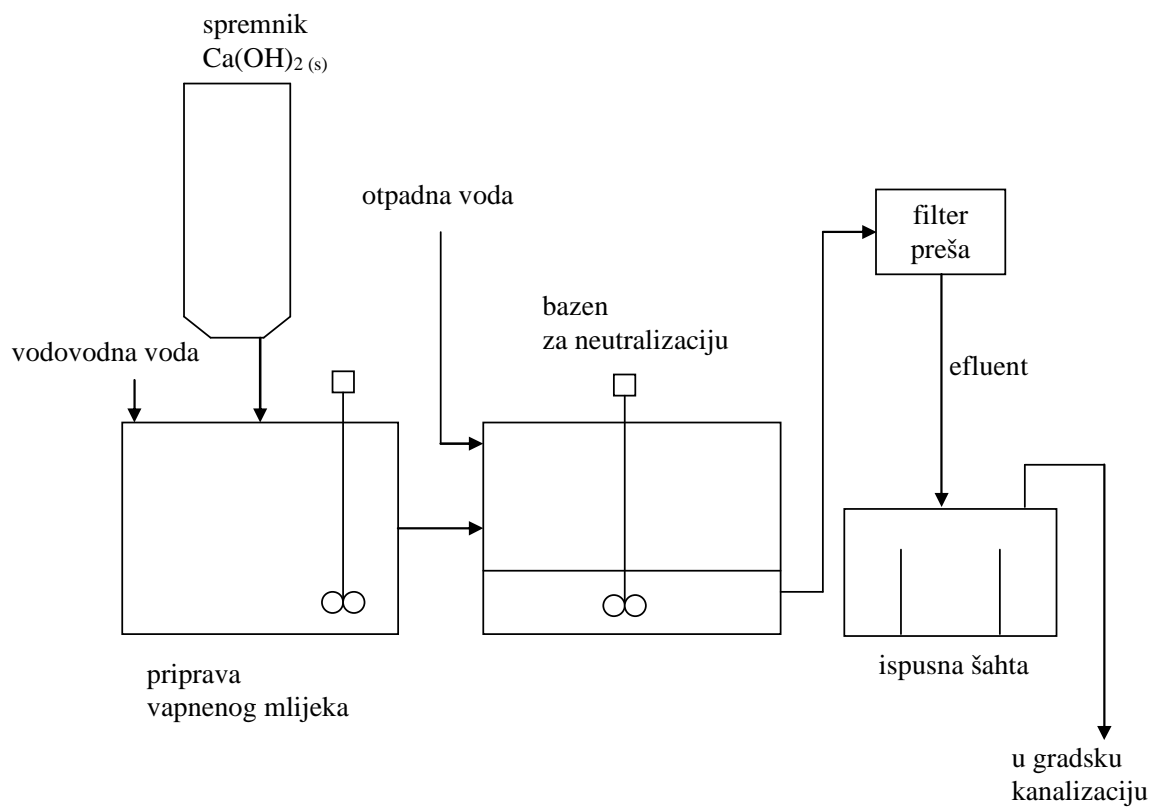 spremnik
Ca(OH)2 (s)
otpadna voda
filter
preša
bazen
za neutralizaciju
vodovodna voda
efluent
ispusna šahta
priprava
vapnenog mlijeka
u gradsku
kanalizaciju